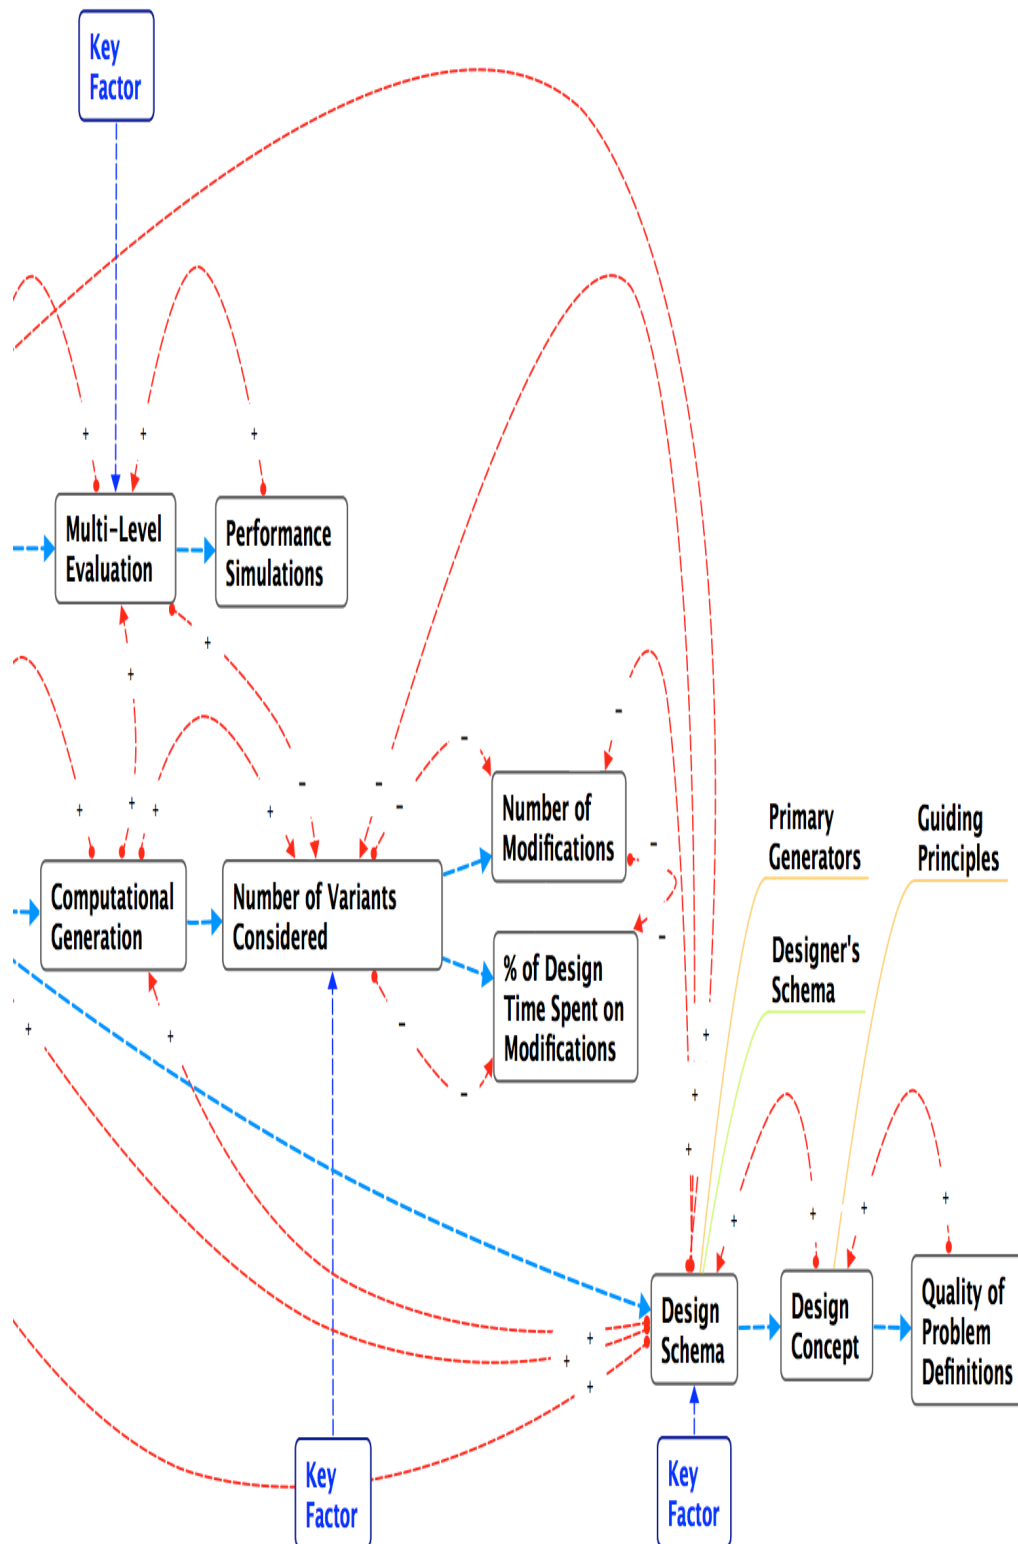 Key
Factor
+
+
+
Multi-Level
Evaluation
Performance
Simulations
+
+
-
-
-
-
-
+
+
+
+
Number of
Modifications
-
Primary
Generators
Guiding
Principles
Computational
Generation
Number of Variants
Considered
-
% of Design
Time Spent on
Modifications
Designer's
Schema
+
+
-
+
-
+
+
+
+
+
+
+
Design
Schema
Design
Concept
Quality of
Problem
Definitions
+
+
+
Key
Factor
Key
Factor